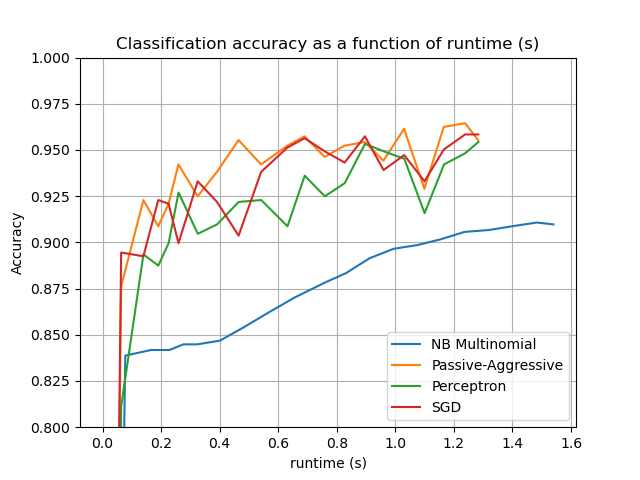 Classification accuracy as a function of runtime (s)
1.000
0.975
0.950
0.925
0.900
0.875
0.850
0.825
0.800
Accuracy
NB Multinomial
Passive-Aggressive
Perceptron
SGD
0.0 0.2 0.4 0.6 0.8 1.0 1.2 1.4 1.6
runtime (s)